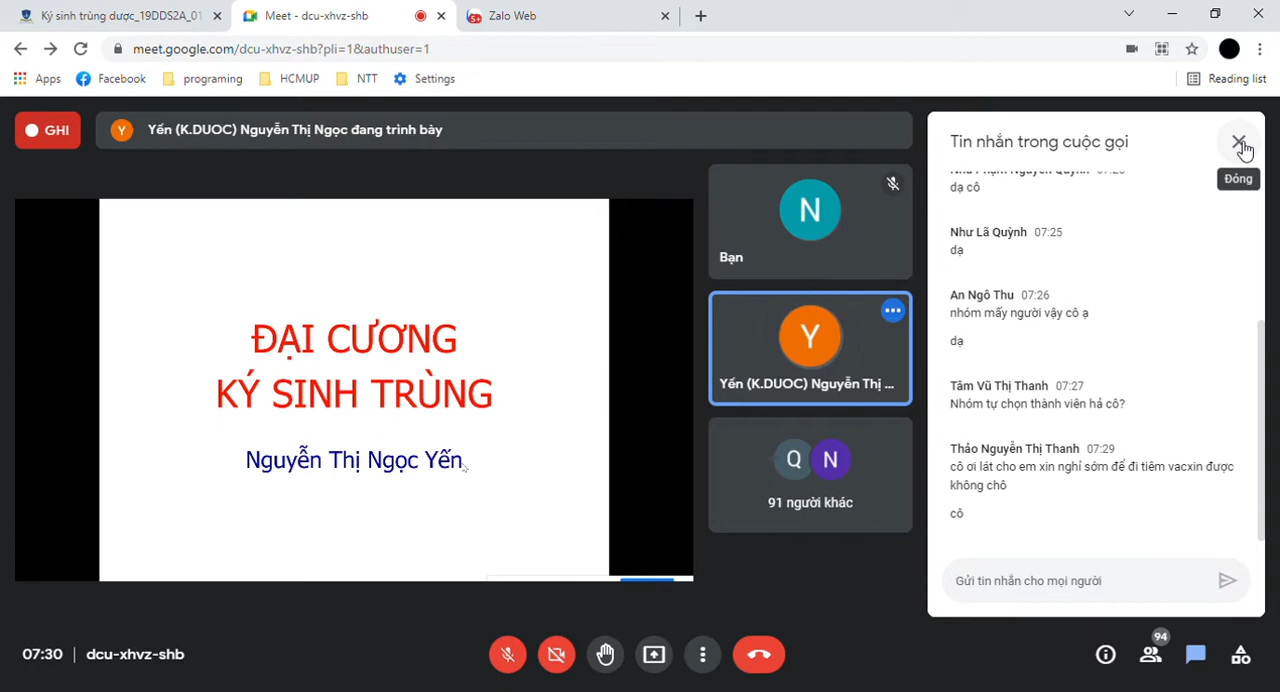 Ký sinh trùng dược_19DDS2A_01
Meet - dcu-xhvz-shb
5+
Zalo Web
meet.google.com/dcu-xhvz-shb?pli=1&authuser=1
Apps
Facebook
programing
HCMUP
NTT
Settings
Reading list
GHI
Y
Yến (K.DUOC) Nguyễn Thị Ngọc đang trình bày
ĐẠI CƯƠNG
KÝ SINH TRÙNG
Nguyễn Thị Ngọc Yến
N
Bạn
Y
Yến (K.DUOC) Nguyễn Thị ...
Q
N
91 người khác
Tin nhắn trong cuộc gọi
Đóng
dạ cô
Như Lã Quỳnh 07:25
dạ
An Ngô Thu 07:26
nhóm mấy người vậy cô ạ
dạ
Tâm Vũ Thị Thanh 07:27
Nhóm tự chọn thành viên hả cô?
Thảo Nguyễn Thị Thanh 07:29
cô ơi lát cho em xin nghỉ sớm để đi tiêm vacxin được
không chô
cô
Gửi tin nhắn cho mọi người
07:30 | dcu-xhvz-shb
94